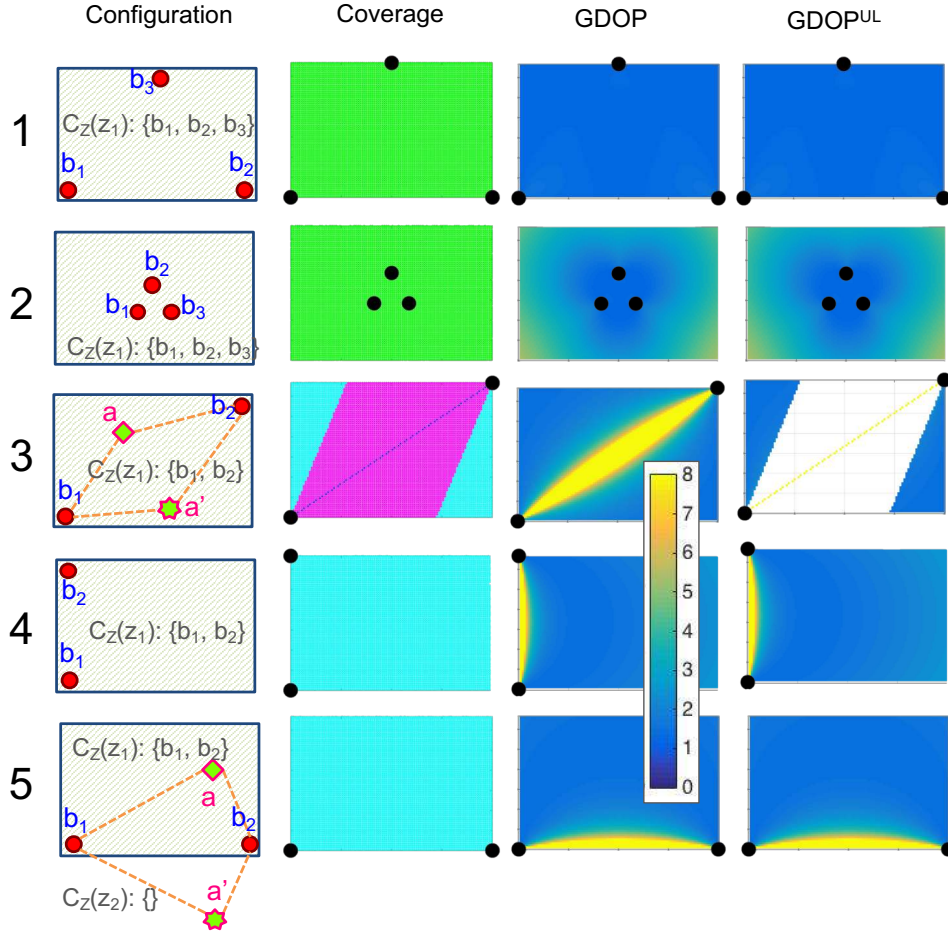 Configuration Coverage GDOP GDOPᵁᴸ
1
b₃
C_Z(z₁): {b₁, b₂, b₃}
b₁ b₂
2
b₂
b₁ b₃
C_Z(z₁): {b₁, b₂, b₃}
3
a b₂
C_Z(z₁): {b₁, b₂}
b₁ a’
8
7
6
5
4
3
2
1
0
4
b₂
C_Z(z₁): {b₁, b₂}
b₁
5
C_Z(z₁): {b₁, b₂}
a
b₁ b₂
a’
C_Z(z₂): {}